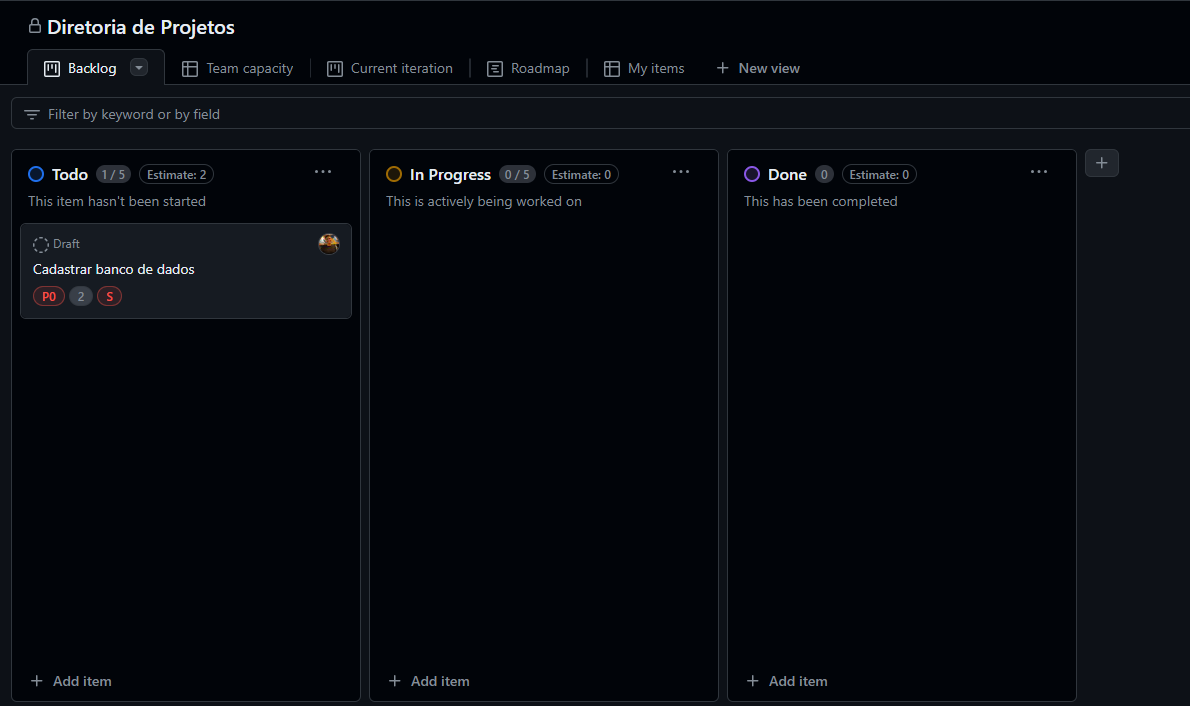 Diretoria de Projetos
Backlog Team capacity Current iteration Roadmap My items New view
Filter by keyword or by field
Todo 1 / 5 Estimate: 2
This item hasn't been started
Draft
Cadastrar banco de dados
P0 2 S
Add item
In Progress 0 / 5 Estimate: 0
This is actively being worked on
Add item
Done 0 Estimate: 0
This has been completed
Add item